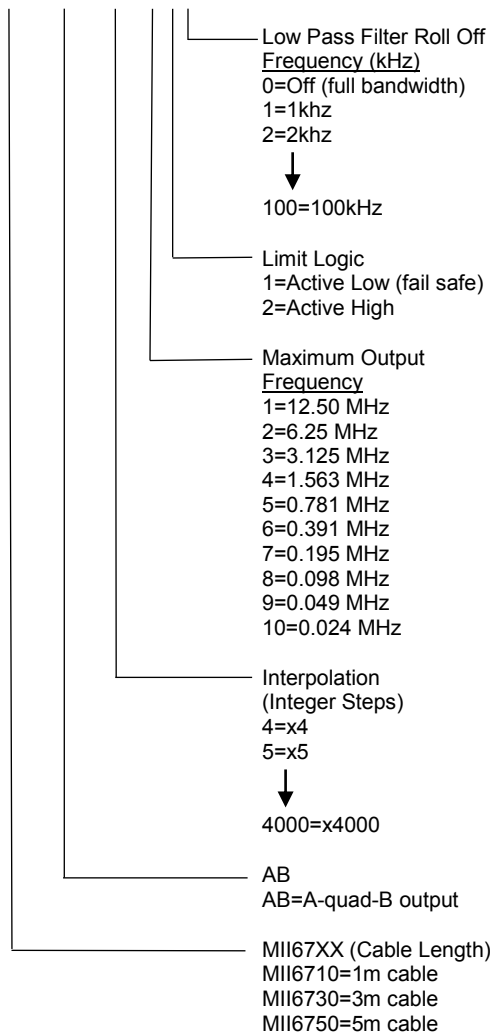 Low Pass Filter Roll Off
Frequency (kHz)
0=Off (full bandwidth)
1=1khz
2=2khz
100=100kHz
Limit Logic
1=Active Low (fail safe)
2=Active High
Maximum Output
Frequency
1=12.50 MHz
2=6.25 MHz
3=3.125 MHz
4=1.563 MHz
5=0.781 MHz
6=0.391 MHz
7=0.195 MHz
8=0.098 MHz
9=0.049 MHz
10=0.024 MHz
Interpolation
(Integer Steps)
4=x4
5=x5
4000=x4000
AB
AB=A-quad-B output
MII67XX (Cable Length)
MII6710=1m cable
MII6730=3m cable
MII6750=5m cable